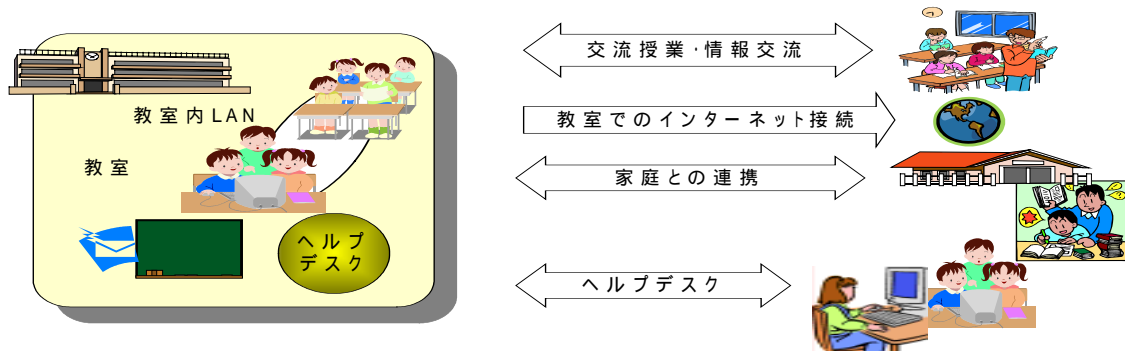 交流授業・情報交流
教室内LAN
教室でのインターネット接続
教室
家庭との連携
ヘルプ
デスク
ヘルプデスク